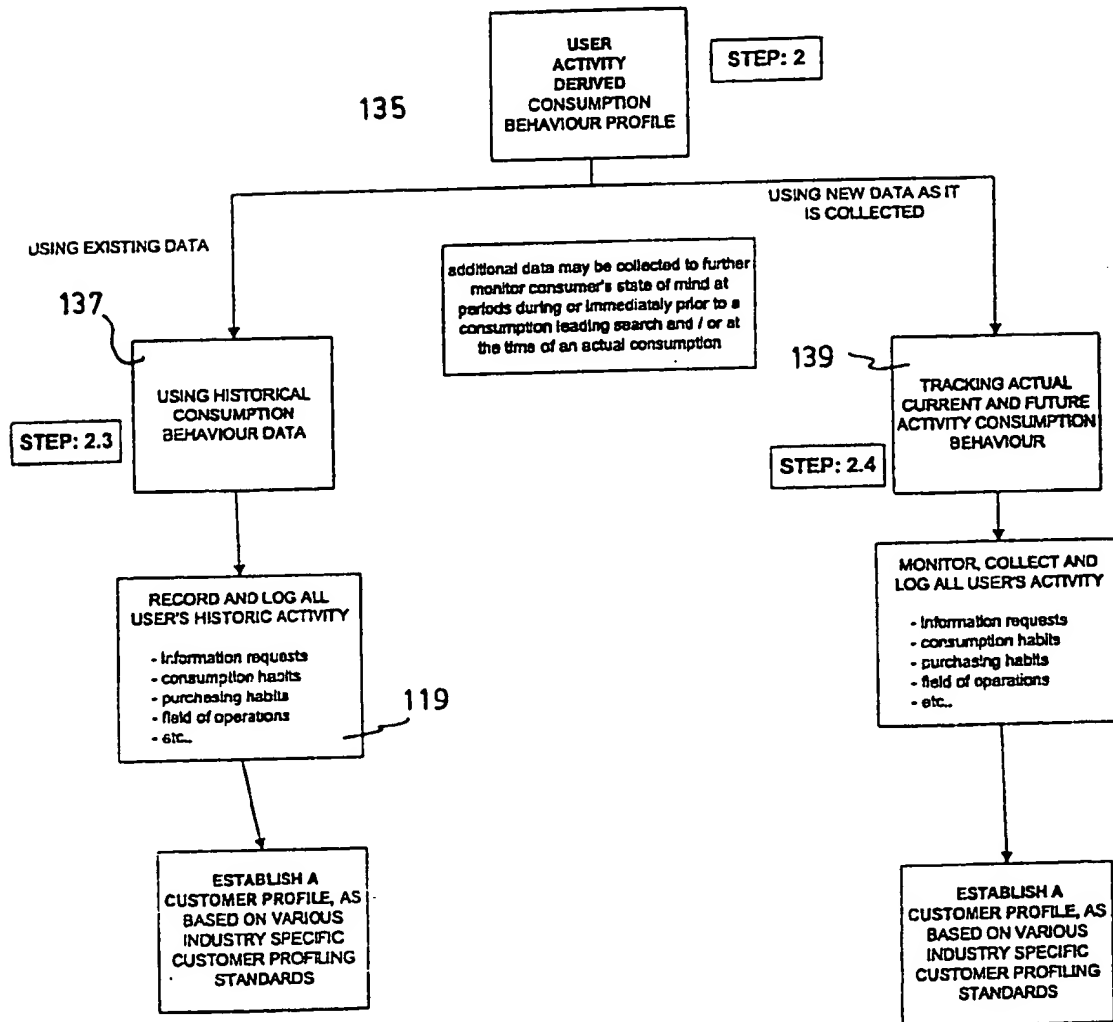 USER
ACTIVITY
DERIVED
CONSUMPTION
BEHAVIOUR PROFILE
STEP: 2
135
USING EXISTING DATA
USING NEW DATA AS IT
IS COLLECTED
additional data may be collected to further
monitor consumer's state of mind at
periods during or immediately prior to a
consumption leading search and / or at
the time of an actual consumption
137
USING HISTORICAL
CONSUMPTION
BEHAVIOUR DATA
STEP: 2.3
139
TRACKING ACTUAL
CURRENT AND FUTURE
ACTIVITY CONSUMPTION
BEHAVIOUR
STEP: 2.4
RECORD AND LOG ALL
USER'S HISTORIC ACTIVITY
- information requests
- consumption habits
- purchasing habits
- field of operations
- etc..
119
MONITOR, COLLECT AND
LOG ALL USER'S ACTIVITY
- information requests
- consumption habits
- purchasing habits
- field of operations
- etc..
ESTABLISH A
CUSTOMER PROFILE, AS
BASED ON VARIOUS
INDUSTRY SPECIFIC
CUSTOMER PROFILING
STANDARDS
ESTABLISH A
CUSTOMER PROFILE, AS
BASED ON VARIOUS
INDUSTRY SPECIFIC
CUSTOMER PROFILING
STANDARDS